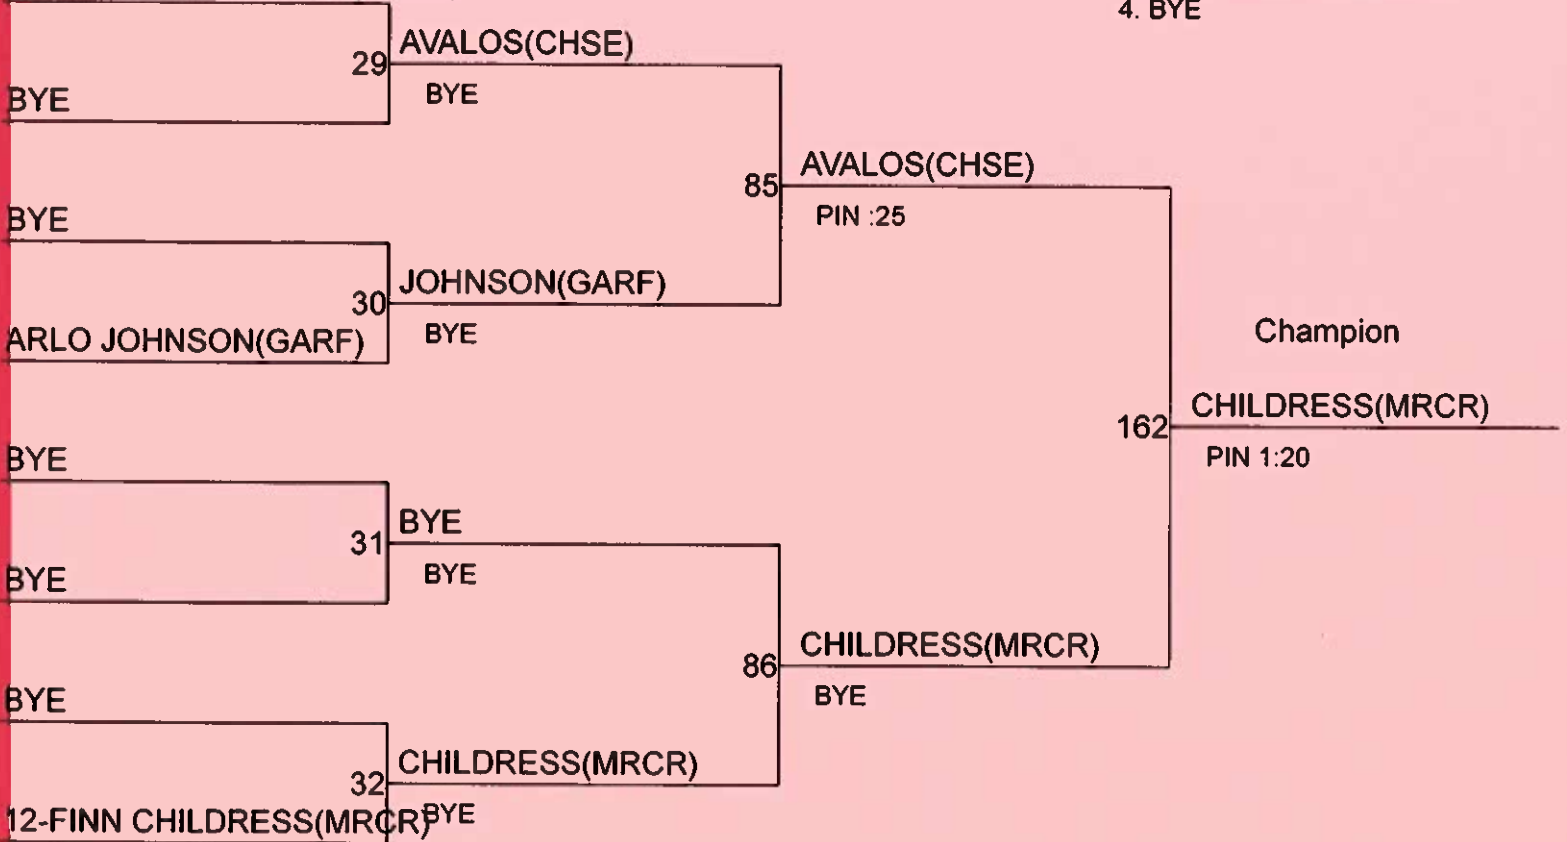 4. BYE
AVALOS(CHSE)
29
BYE
BYE
AVALOS(CHSE)
85
PIN :25
BYE
JOHNSON(GARF)
30
BYE
ARLO JOHNSON(GARF)
Champion
CHILDRESS(MRCR)
162
PIN 1:20
BYE
BYE
31
BYE
BYE
CHILDRESS(MRCR)
86
BYE
BYE
CHILDRESS(MRCR)
32
BYE
12-FINN CHILDRESS(MRCR)